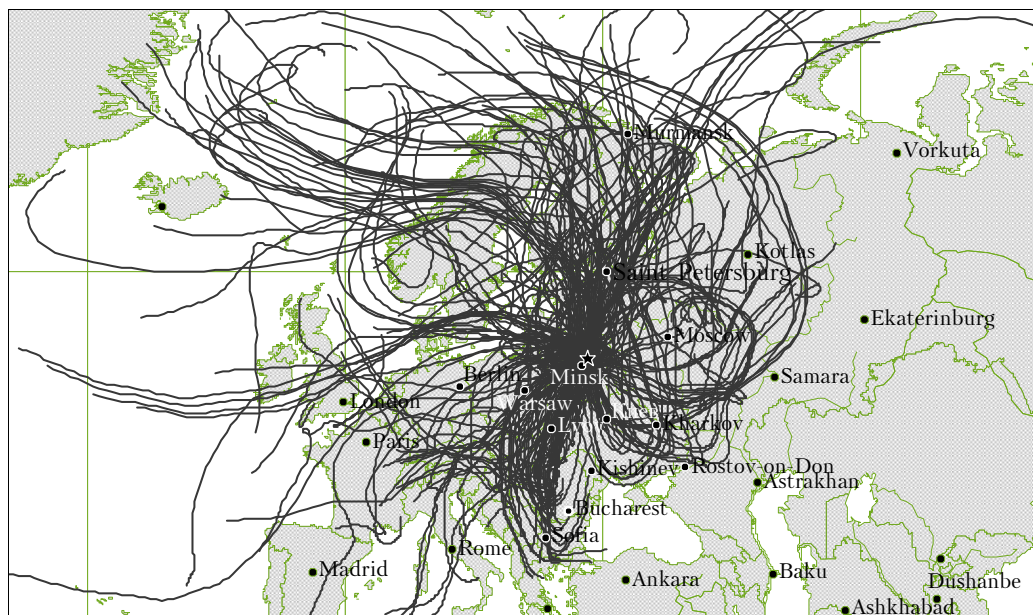 Murmansk
Vorkuta
Kotlas
Saint-Petersburg
Ekaterinburg
Moscow
Minsk
Samara
Berlin
Warsaw
London
Kiev
Lvov
Kharkov
Paris
Kishinev
Rostov-on-Don
Astrakhan
Bucharest
Sofia
Rome
Madrid
Ankara
Baku
Dushanbe
Ashkhabad